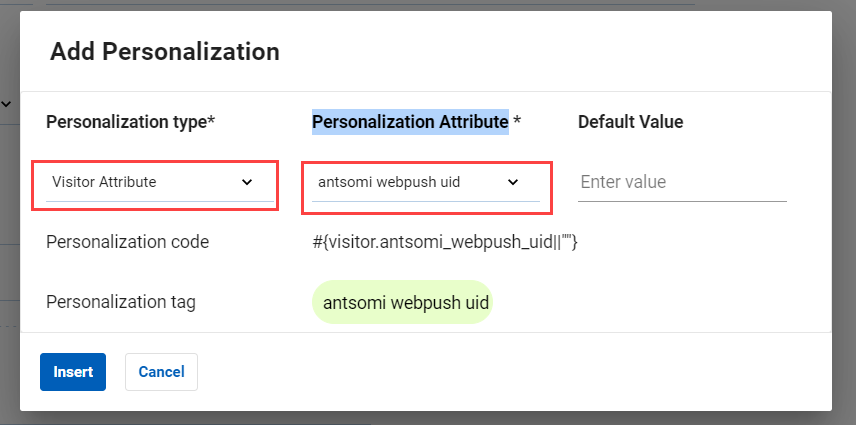 Add Personalization
Personalization type* Personalization Attribute * Default Value
Visitor Attribute antsomi webpush uid Enter value
Personalization code #{visitor.antsomi_webpush_uid||""}
Personalization tag antsomi webpush uid
Insert Cancel